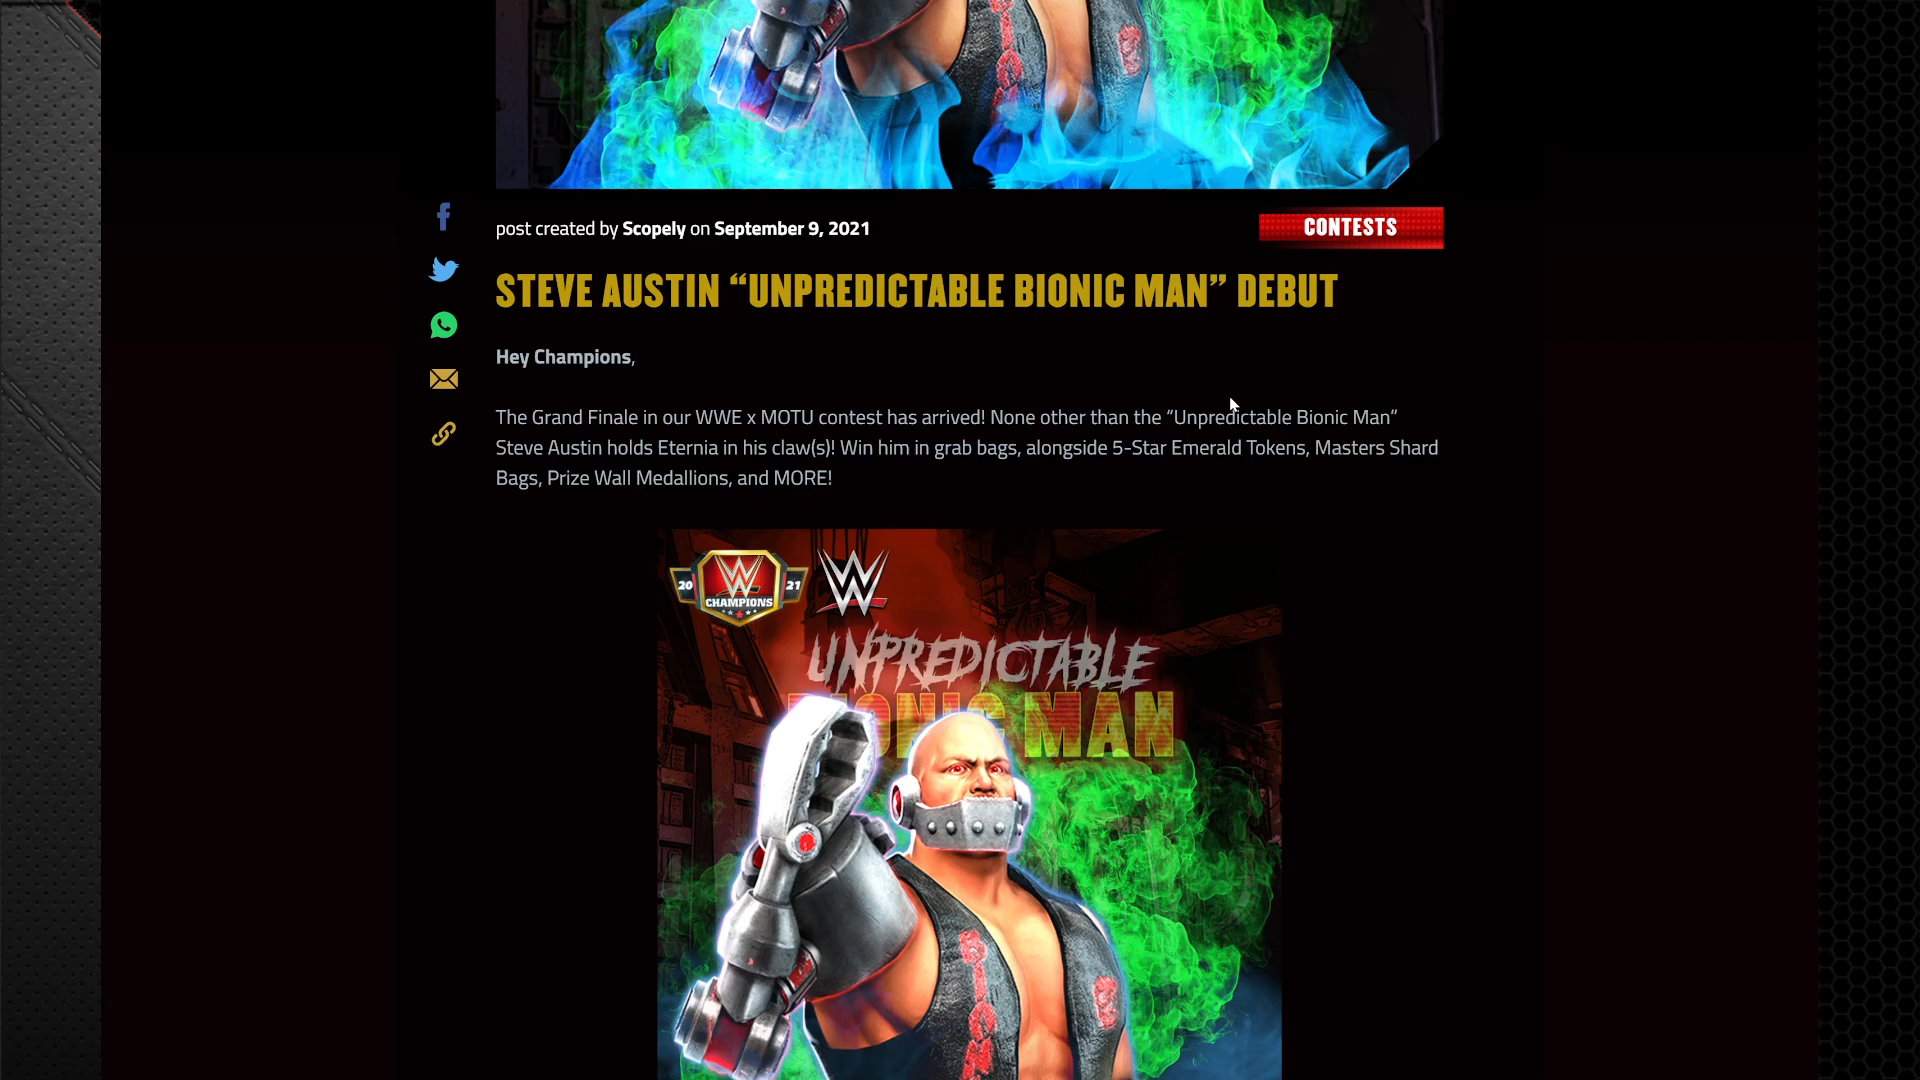 post created by Scopely on September 9, 2021
CONTESTS
STEVE AUSTIN “UNPREDICTABLE BIONIC MAN” DEBUT
Hey Champions,
The Grand Finale in our WWE x MOTU contest has arrived! None other than the “Unpredictable Bionic Man”
Steve Austin holds Eternia in his claw(s)! Win him in grab bags, alongside 5-Star Emerald Tokens, Masters Shard
Bags, Prize Wall Medallions, and MORE!
20 W 21
CHAMPIONS
W
UNPREDICTABLE
BIONIC MAN